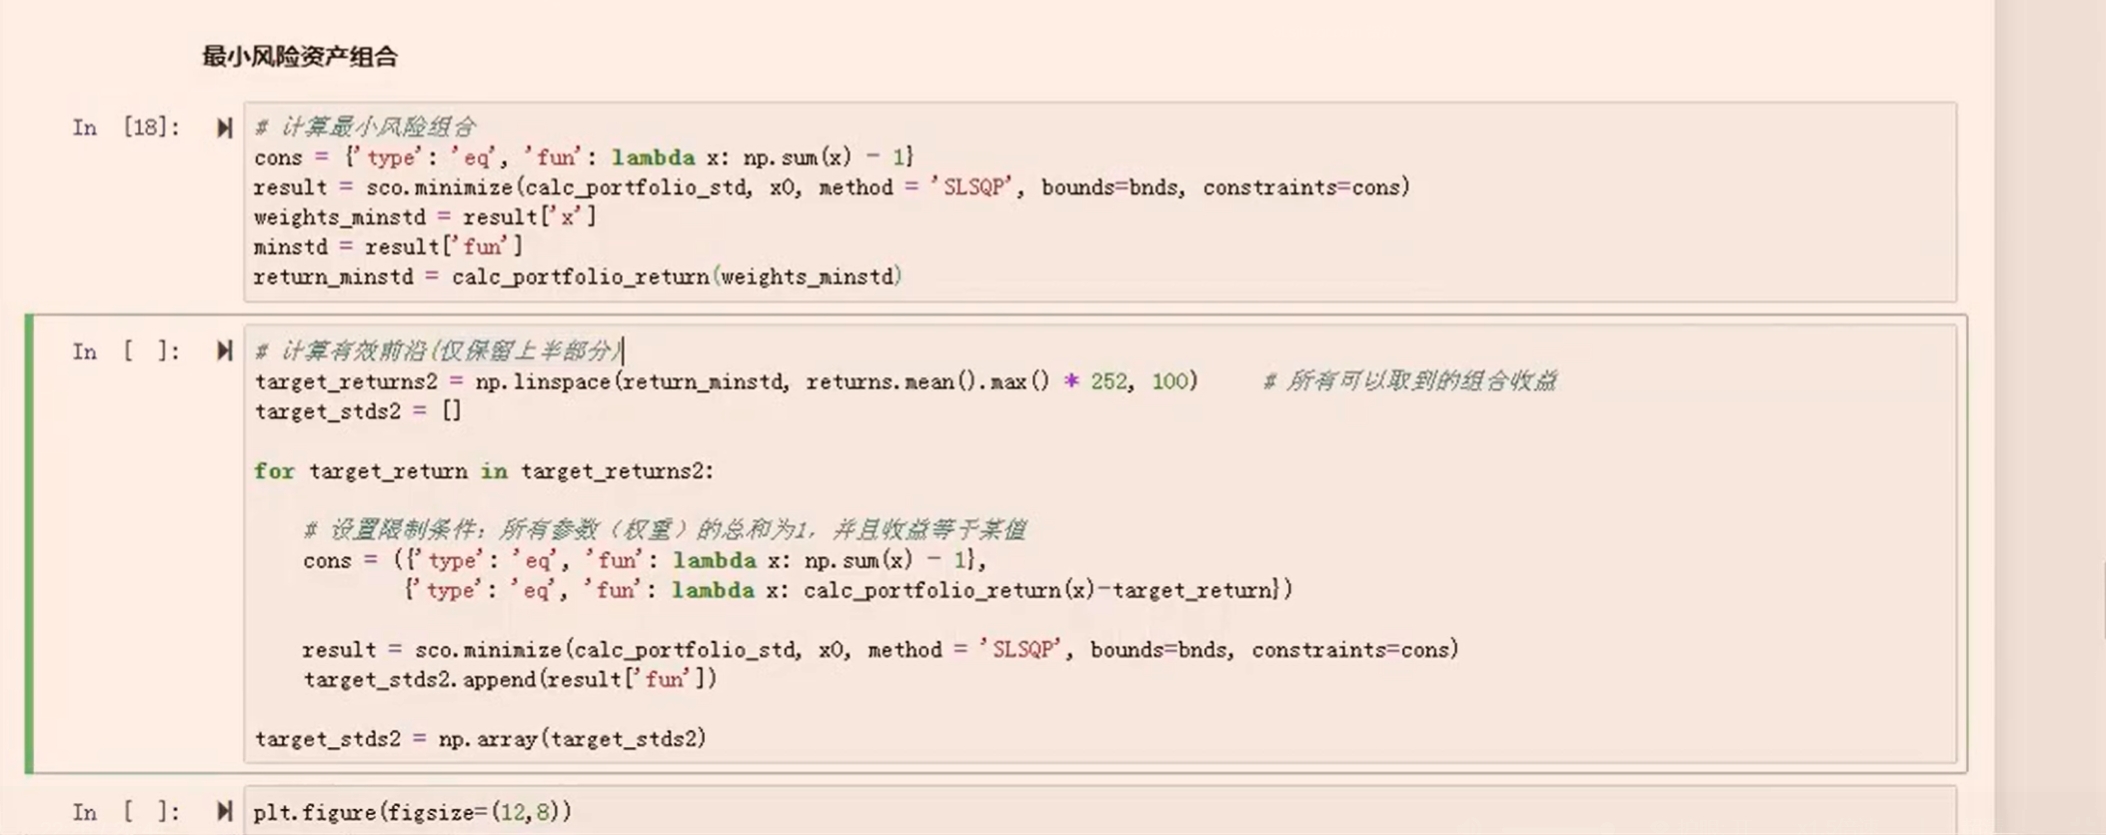 最小风险资产组合
In [18]:
# 计算最小风险组合
cons = {'type': 'eq', 'fun': lambda x: np.sum(x) - 1}
result = sco.minimize(calc_portfolio_std, x0, method = 'SLSQP', bounds=bnds, constraints=cons)
weights_minstd = result['x']
minstd = result['fun']
return_minstd = calc_portfolio_return(weights_minstd)
In [ ]:
# 计算有效前沿(仅保留上半部分)
target_returns2 = np.linspace(return_minstd, returns.mean().max() * 252, 100) # 所有可以取到的组合收益
target_stds2 = []
for target_return in target_returns2:
# 设置限制条件：所有参数（权重）的总和为1，并且收益等于某值
cons = ({'type': 'eq', 'fun': lambda x: np.sum(x) - 1},
{'type': 'eq', 'fun': lambda x: calc_portfolio_return(x)-target_return})
result = sco.minimize(calc_portfolio_std, x0, method = 'SLSQP', bounds=bnds, constraints=cons)
target_stds2.append(result['fun'])
target_stds2 = np.array(target_stds2)
In [ ]:
plt.figure(figsize=(12,8))